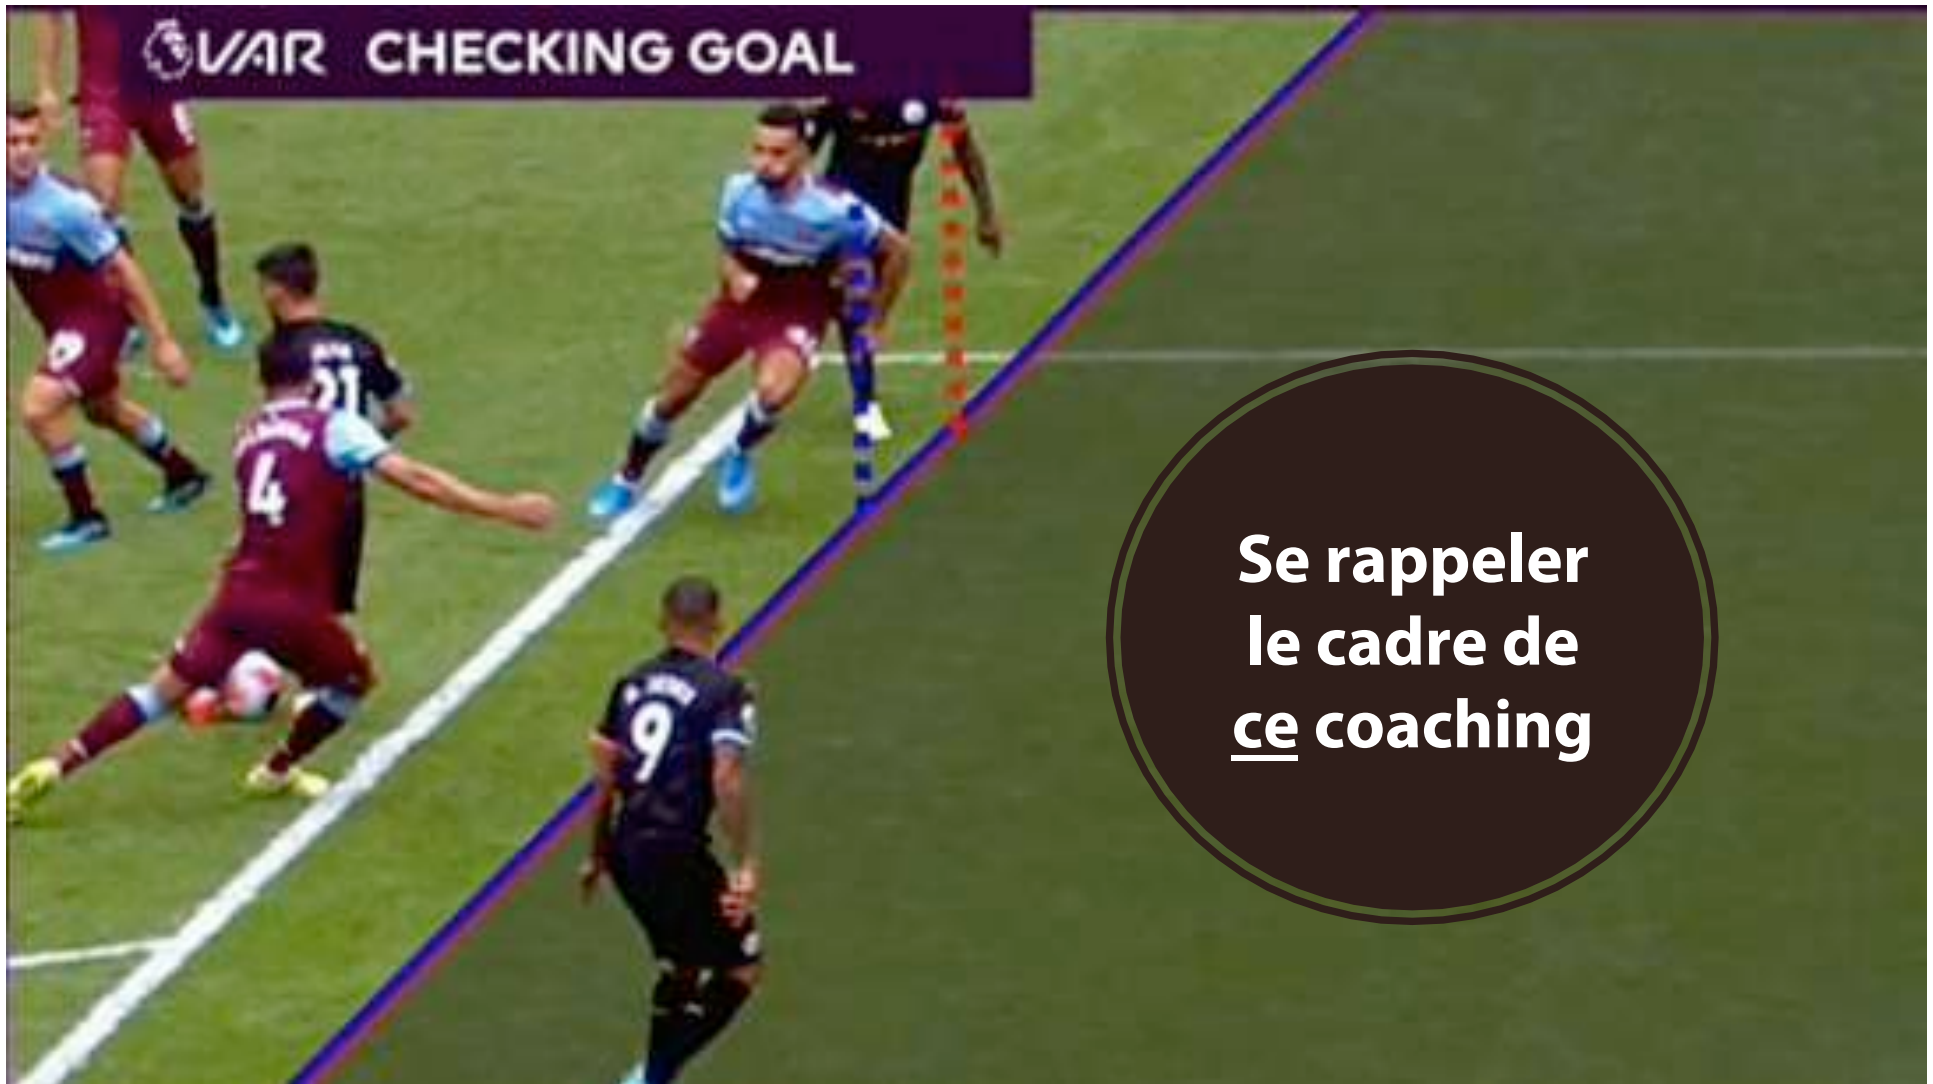 VAR CHECKING GOAL
21
4
9
Se rappeler
le cadre de
ce coaching